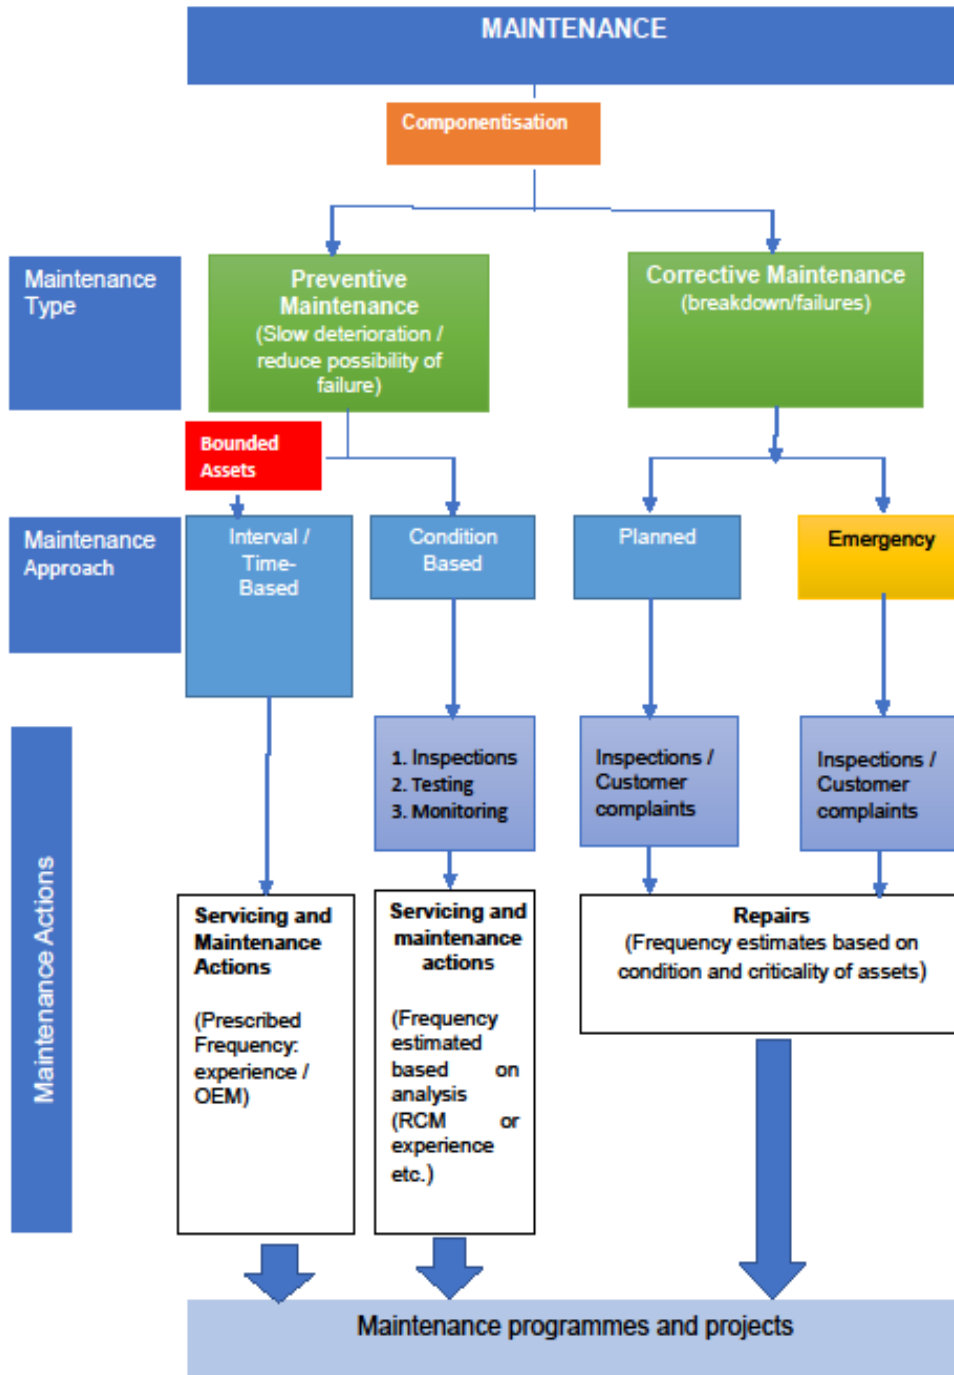 MAINTENANCE
Componentisation
Maintenance
Type
Preventive
Maintenance
(Slow deterioration /
reduce possibility of
failure)
Corrective Maintenance
(breakdown/failures)
Bounded
Assets
Maintenance
Approach
Interval /
Time-
Based
Condition
Based
Planned
Emergency
Maintenance Actions
1. Inspections
2. Testing
3. Monitoring
Inspections /
Customer
complaints
Inspections /
Customer
complaints
Servicing and
Maintenance
Actions
(Prescribed
Frequency:
experience /
OEM)
Servicing and
maintenance
actions
(Frequency
estimated
based on
analysis
(RCM or
experience
etc.)
Repairs
(Frequency estimates based on
condition and criticality of assets)
Maintenance programmes and projects